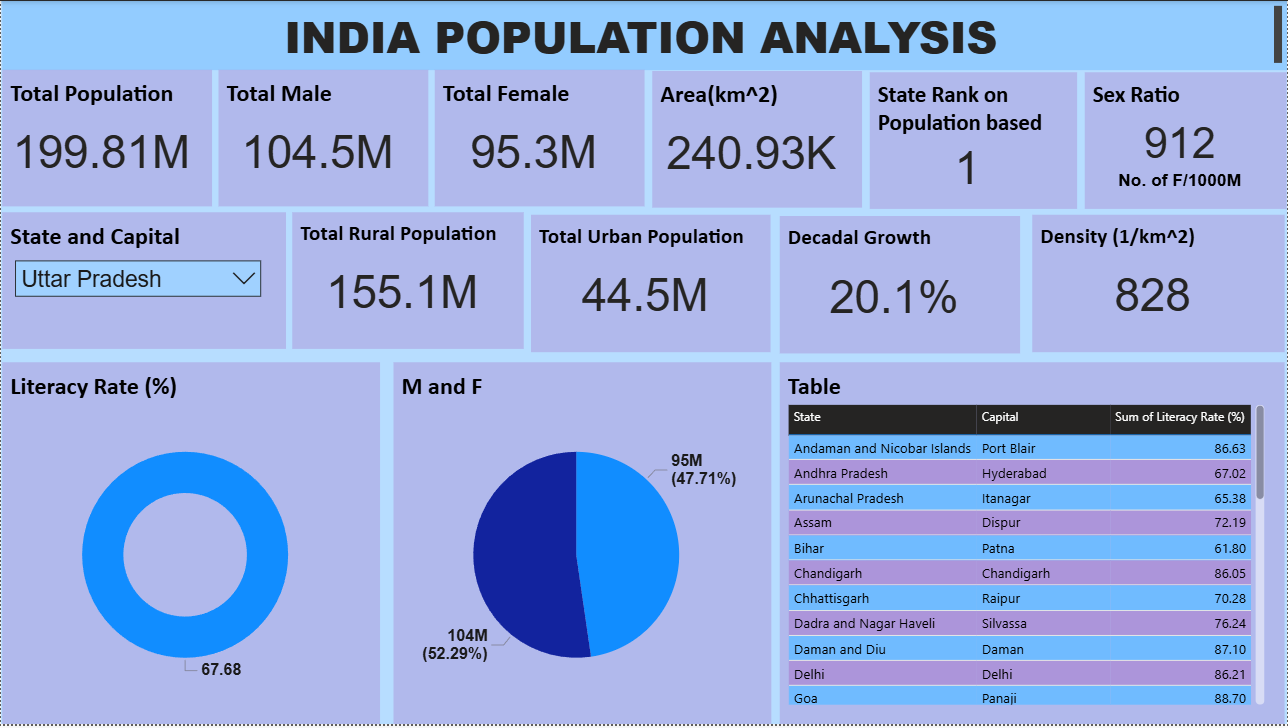 INDIA POPULATION ANALYSIS
Total Population
199.81M
Total Male
104.5M
Total Female
95.3M
Area(km^2)
240.93K
State Rank on
Population based
1
Sex Ratio
912
No. of F/1000M
State and Capital
Uttar Pradesh
Total Rural Population
155.1M
Total Urban Population
44.5M
Decadal Growth
20.1%
Density (1/km^2)
828
Literacy Rate (%)
67.68
M and F
95M
(47.71%)
104M
(52.29%)
Table
State Capital Sum of Literacy Rate (%)
Andaman and Nicobar Islands Port Blair 86.63
Andhra Pradesh Hyderabad 67.02
Arunachal Pradesh Itanagar 65.38
Assam Dispur 72.19
Bihar Patna 61.80
Chandigarh Chandigarh 86.05
Chhattisgarh Raipur 70.28
Dadra and Nagar Haveli Silvassa 76.24
Daman and Diu Daman 87.10
Delhi Delhi 86.21
Goa Panaji 88.70